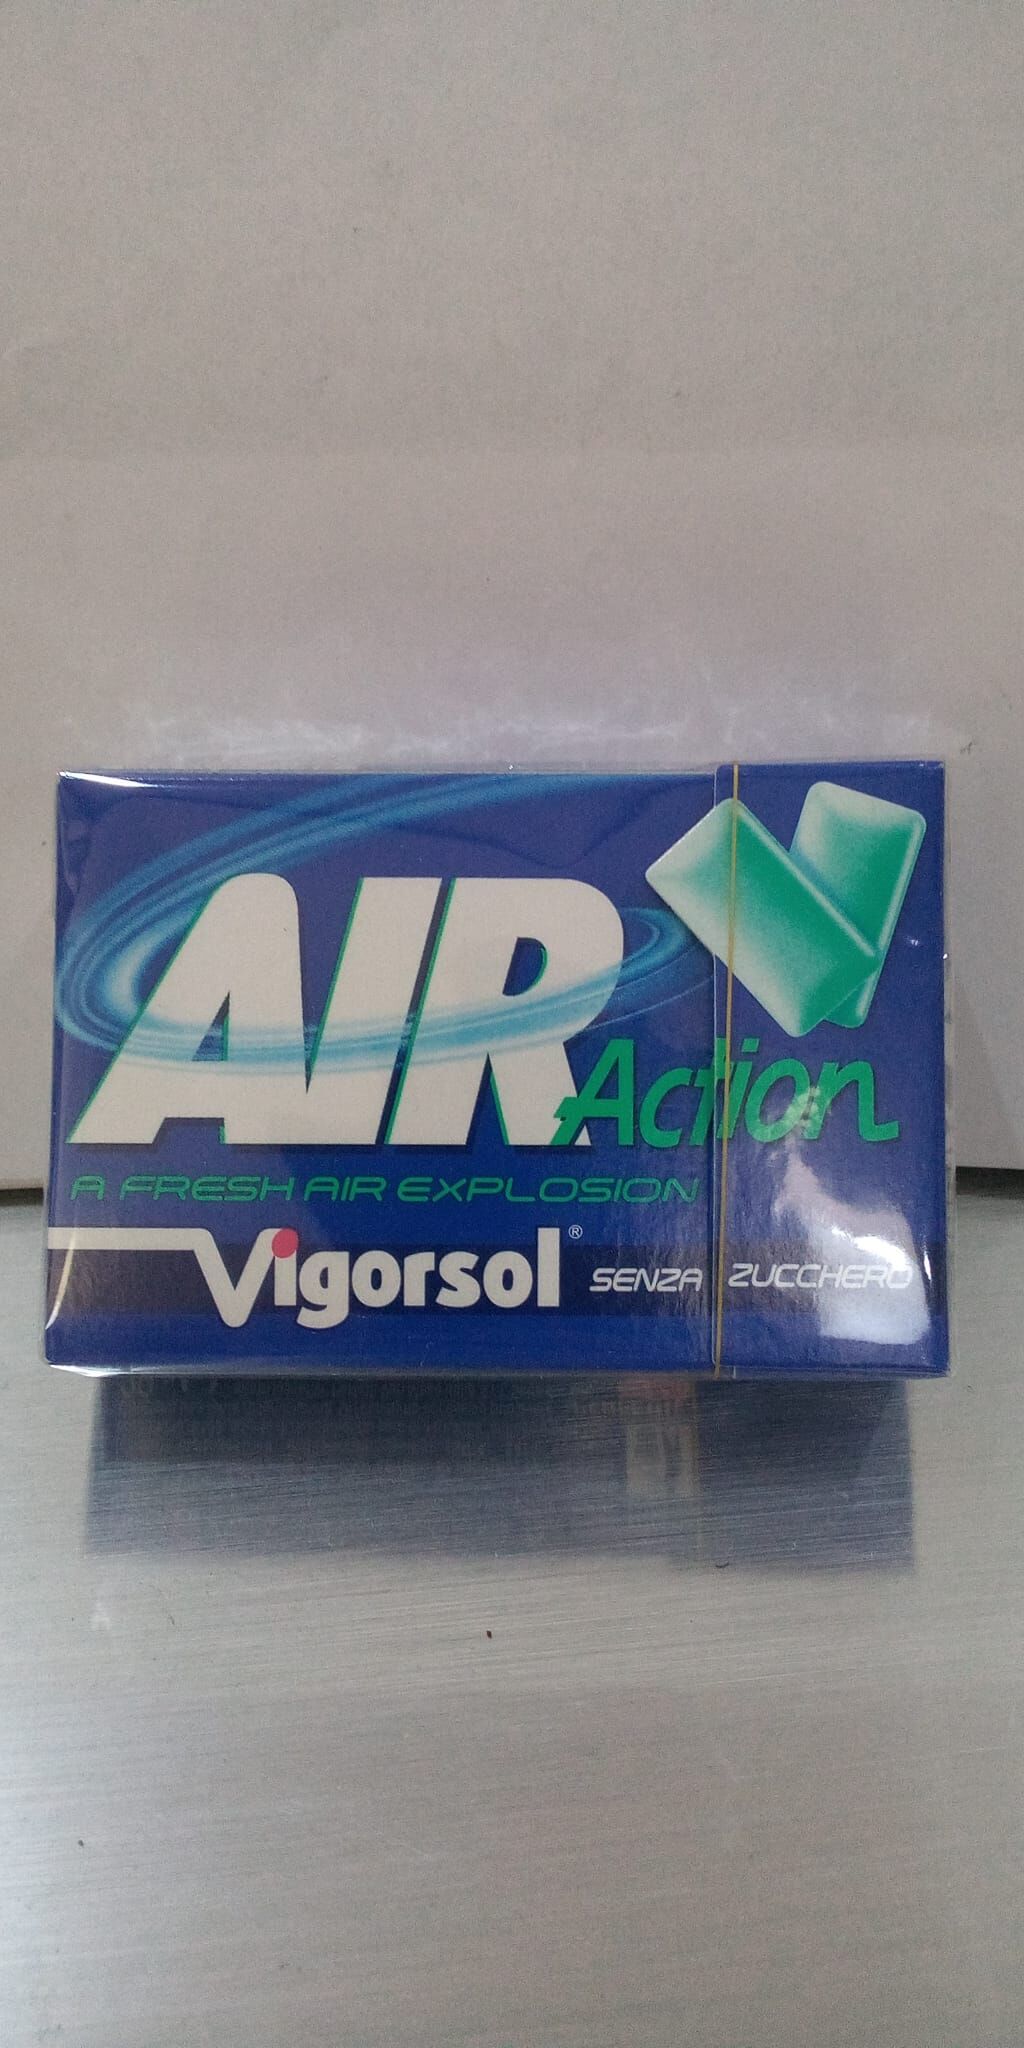 AIR Action
A FRESH AIR EXPLOSION
Vigorsol® SENZA ZUCCHERO